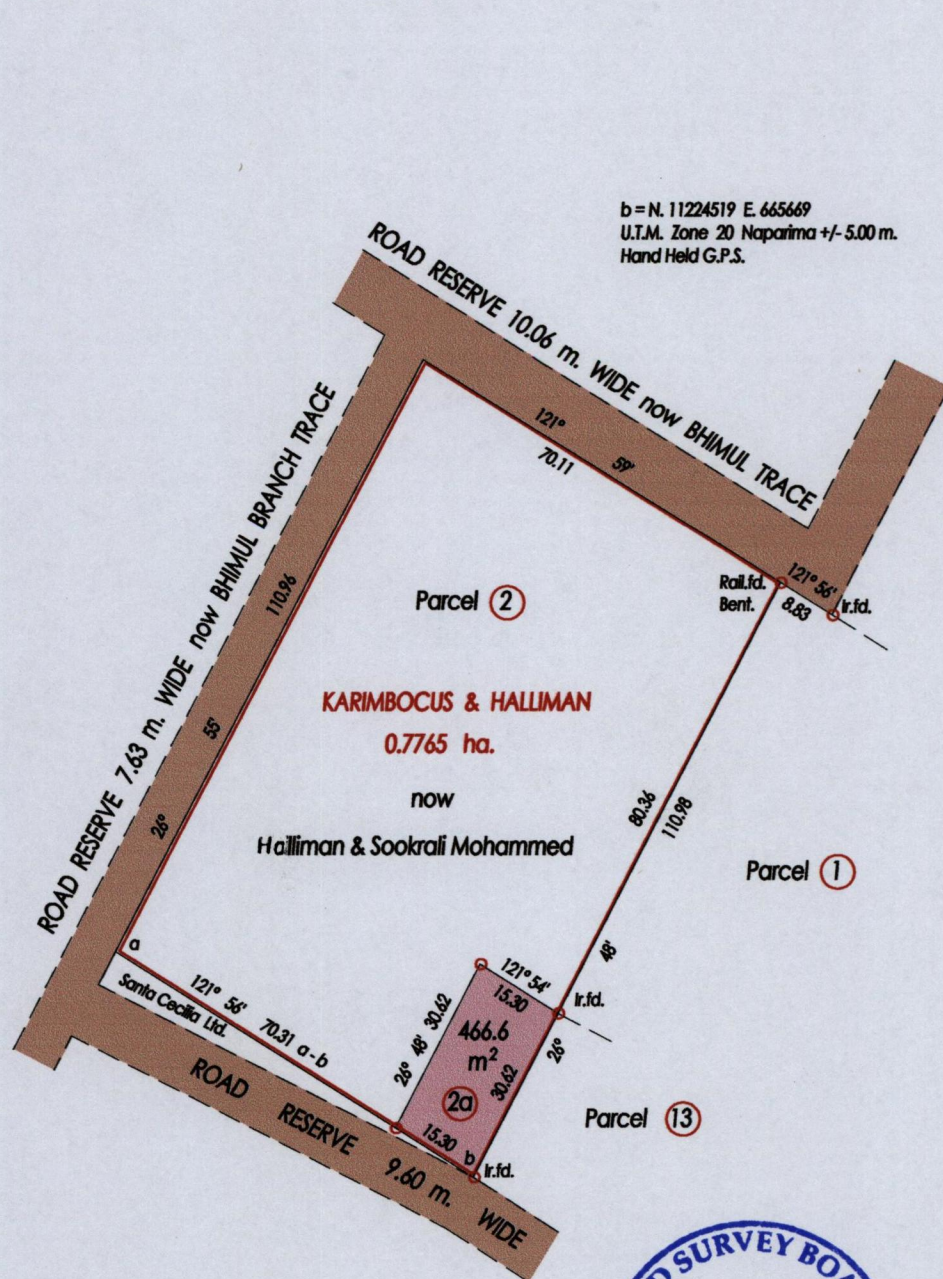 b = N. 11224519 E. 665669
U.T.M. Zone 20 Naparima +/- 5.00 m.
Hand Held G.P.S.
ROAD RESERVE 10.06 m. WIDE now BHIMUL TRACE
121° 59'
70.11
ROAD RESERVE 7.63 m. WIDE now BHIMUL BRANCH TRACE
26° 55' 110.96
Rail.fd.
Bent.
121° 56'
8.83
Ir.fd.
Parcel 2
KARIMBOCUS & HALLIMAN
0.7765 ha.
now
Halliman & Sookrali Mohammed
80.36
110.98
26° 48'
Parcel 1
a
Santa Cecilia Ltd.
121° 56' 70.31 a - b
121° 54'
15.30
Ir.fd.
26° 48' 30.62
466.6
m²
30.62
2a
15.30
b
Ir.fd.
Parcel 13
ROAD RESERVE 9.60 m. WIDE
SURVEY